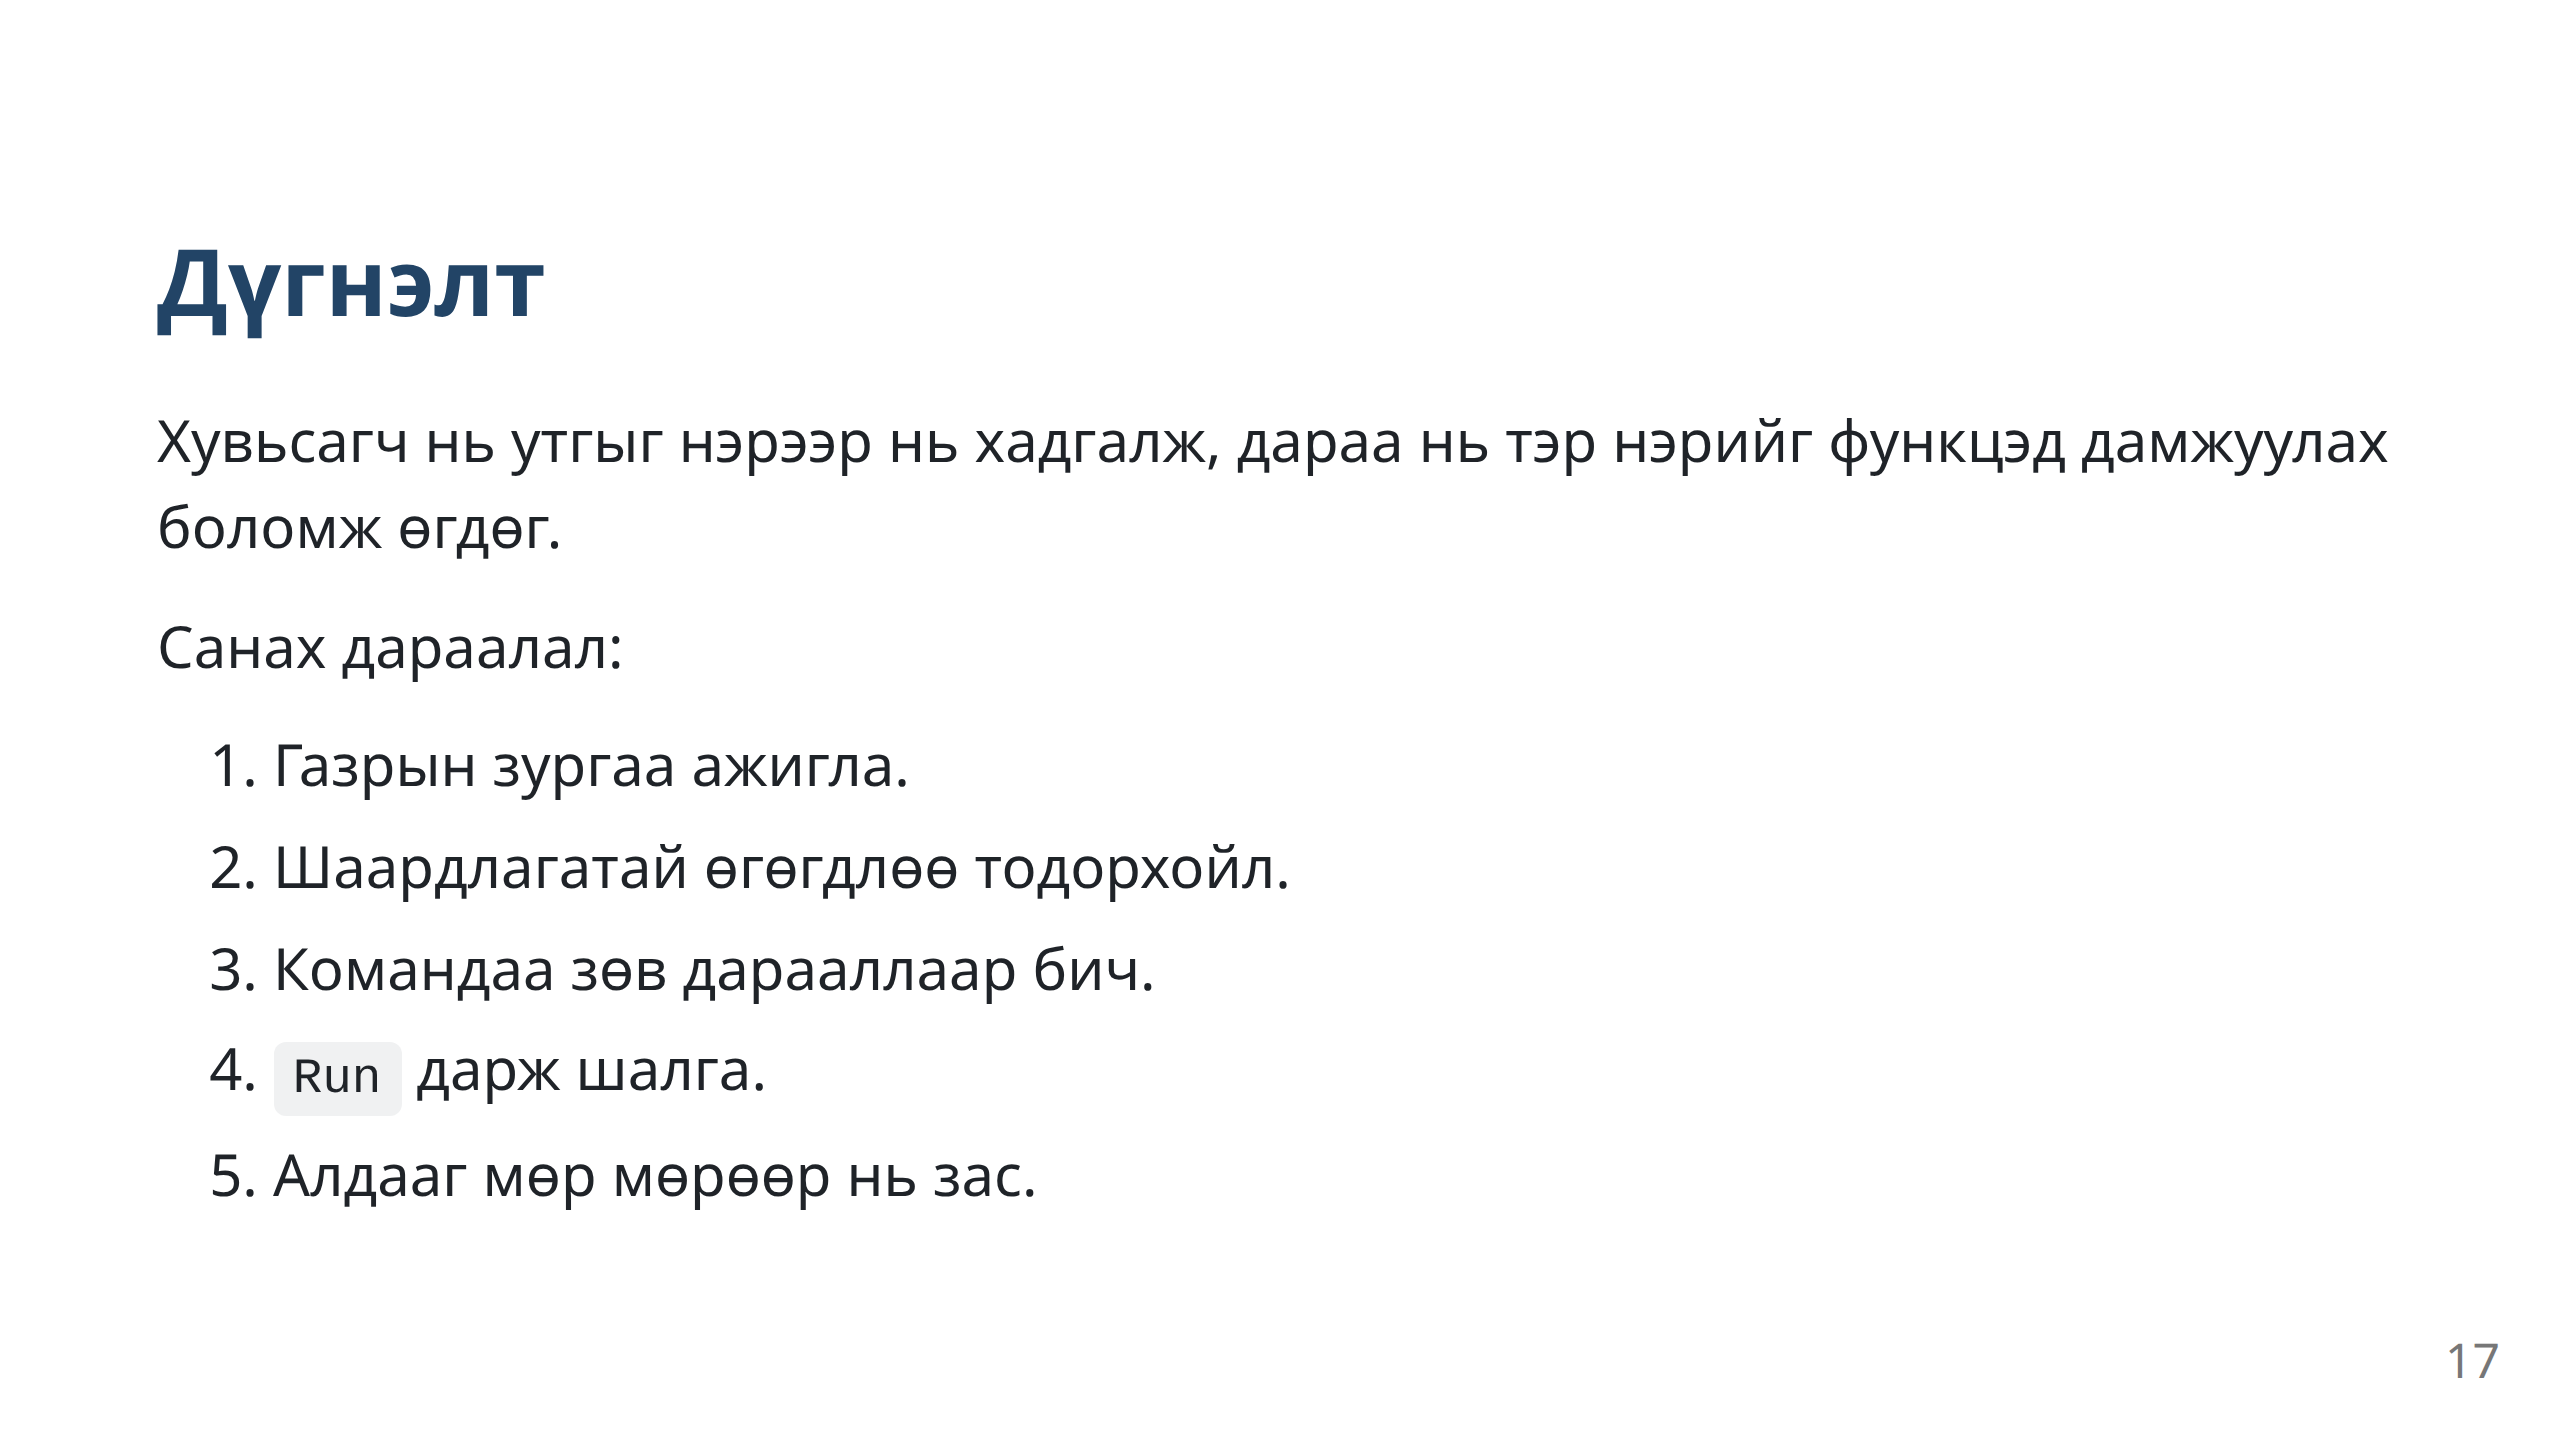 Дүгнэлт
Хувьсагч нь утгыг нэрээр нь хадгалж, дараа нь тэр нэрийг функцэд дамжуулах
боломж өгдөг.
Санах дараалал:
1. Газрын зургаа ажигла.
2. Шаардлагатай өгөгдлөө тодорхойл.
3. Командаа зөв дарааллаар бич.
4. Run дарж шалга.
5. Алдааг мөр мөрөөр нь зас.
17